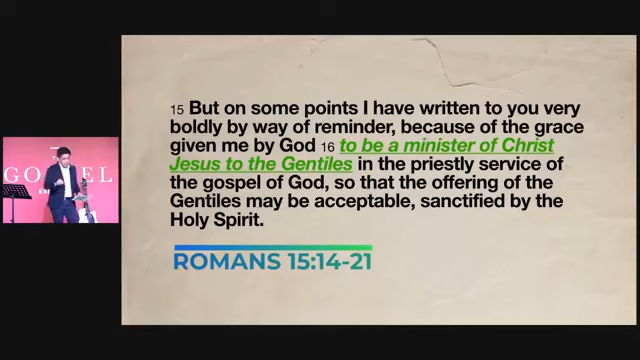 GOSPEL
15 But on some points I have written to you very
boldly by way of reminder, because of the grace
given me by God 16 to be a minister of Christ
Jesus to the Gentiles in the priestly service of
the gospel of God, so that the offering of the
Gentiles may be acceptable, sanctified by the
Holy Spirit.
ROMANS 15:14-21